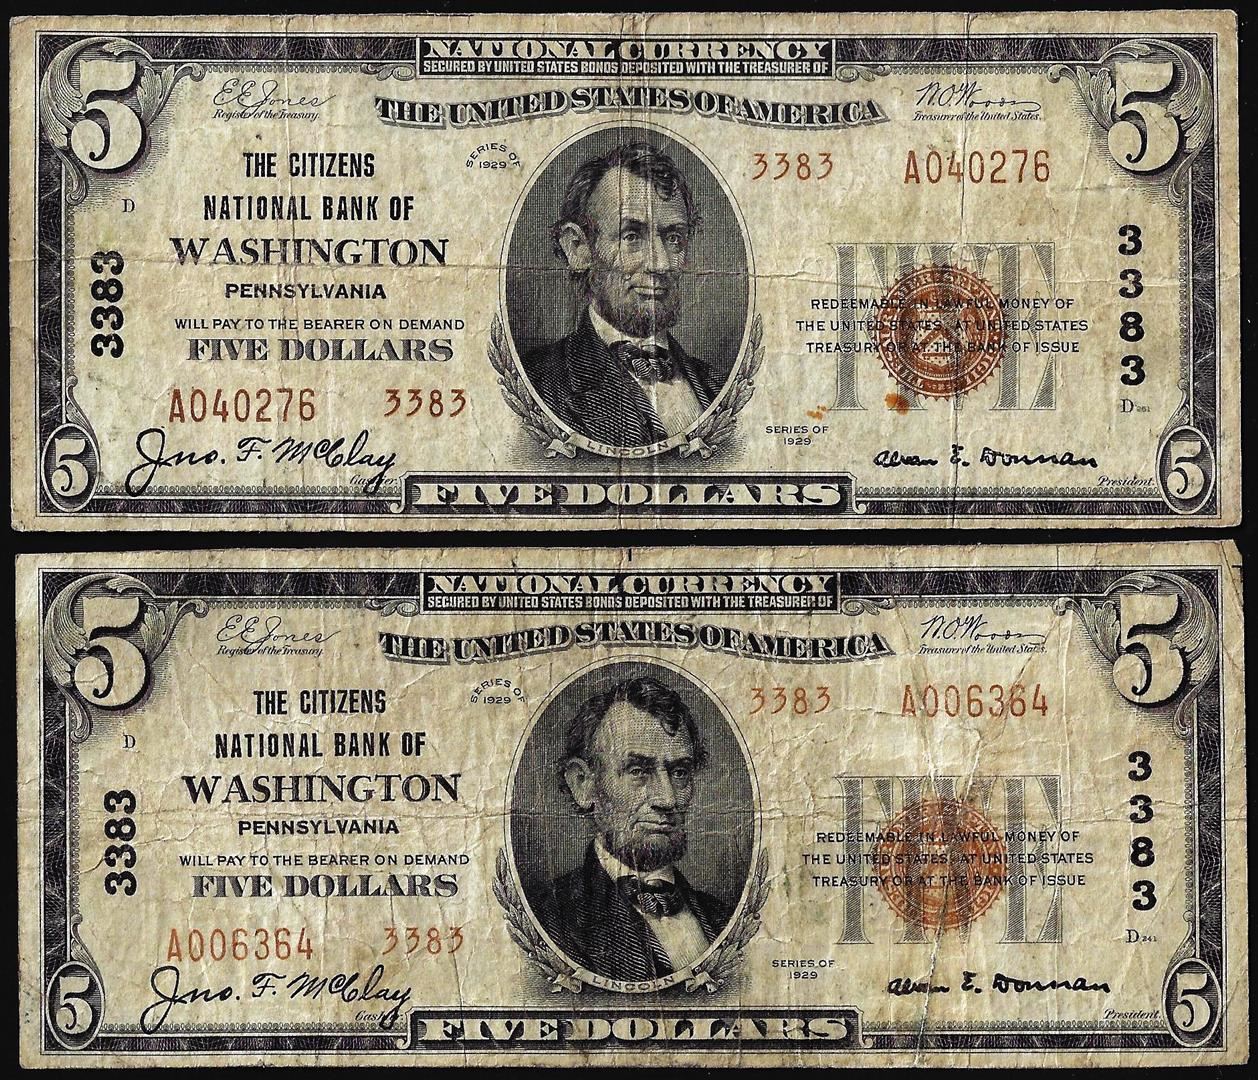 NATIONAL CURRENCY
SECURED BY UNITED STATES BONDS DEPOSITED WITH THE TREASURER OF
THE UNITED STATES OF AMERICA
5
5
E E Jones
Register of the Treasury.
W.O. Woods
Treasurer of the United States.
SERIES OF
1929
3383 A040276
THE CITIZENS
NATIONAL BANK OF
WASHINGTON
PENNSYLVANIA
D
3383
3383
WILL PAY TO THE BEARER ON DEMAND
FIVE DOLLARS
FIVE
REDEEMABLE IN LAWFUL MONEY OF
THE UNITED STATES, AT UNITED STATES
TREASURY OR AT THE BANK OF ISSUE
A040276 3383
D 261
SERIES OF
1929
LINCOLN
Jno. F. McClay
Cashier.
Alvan E. Donnan
President.
5
FIVE DOLLARS
5
NATIONAL CURRENCY
SECURED BY UNITED STATES BONDS DEPOSITED WITH THE TREASURER OF
THE UNITED STATES OF AMERICA
5
5
E E Jones
Register of the Treasury.
W.O. Woods
Treasurer of the United States.
SERIES OF
1929
3383 A006364
THE CITIZENS
NATIONAL BANK OF
WASHINGTON
PENNSYLVANIA
D
3383
3383
WILL PAY TO THE BEARER ON DEMAND
FIVE DOLLARS
FIVE
REDEEMABLE IN LAWFUL MONEY OF
THE UNITED STATES, AT UNITED STATES
TREASURY OR AT THE BANK OF ISSUE
A006364 3383
D 241
SERIES OF
1929
LINCOLN
Jno. F. McClay
Cashier.
Alvan E. Donnan
President.
5
FIVE DOLLARS
5